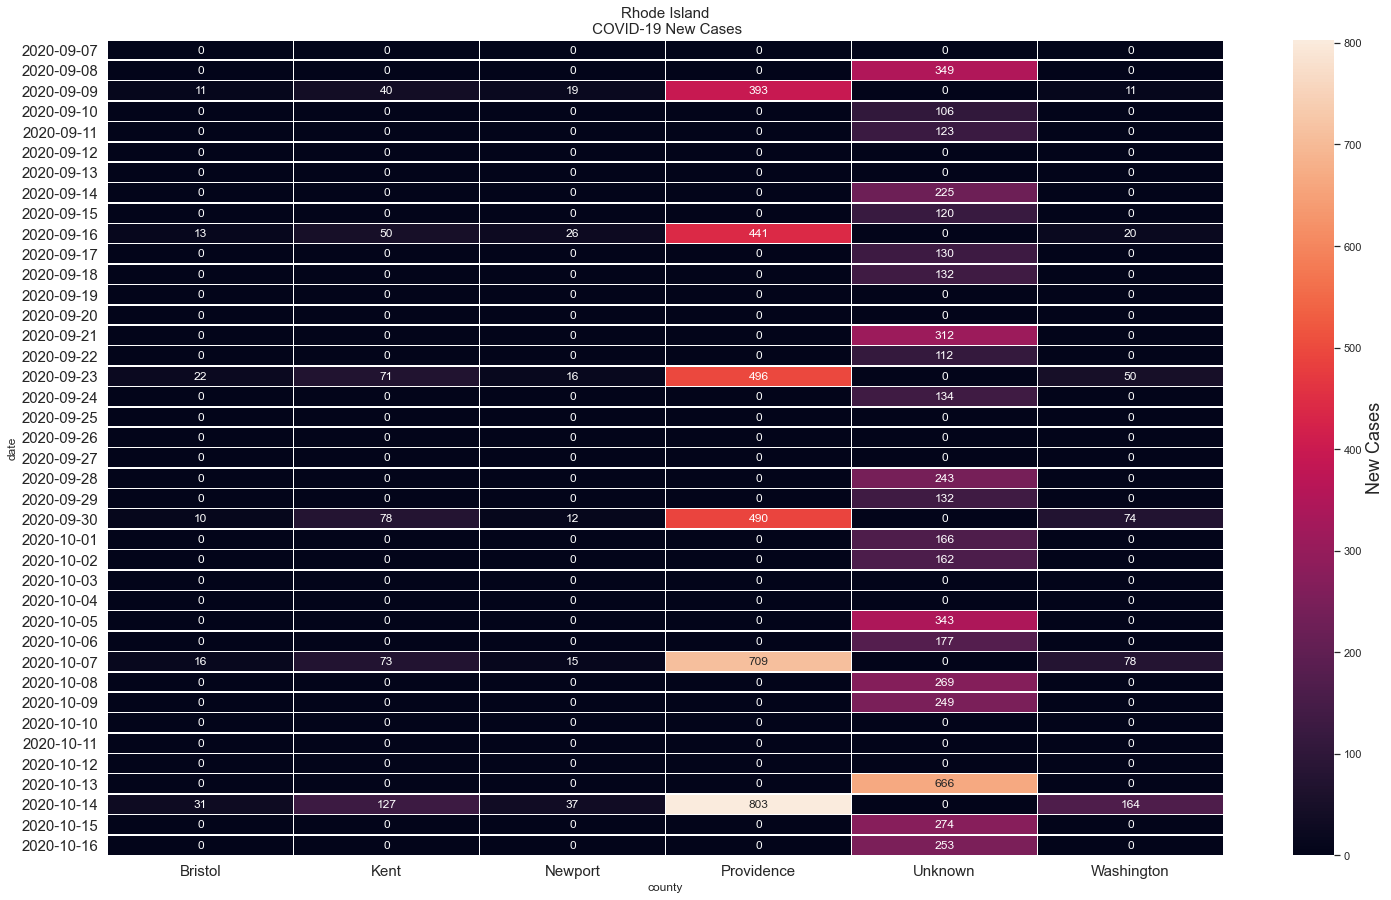 Rhode Island
COVID-19 New Cases
2020-09-07 0 0 0 0 0 0
2020-09-08 0 0 0 0 349 0
2020-09-09 11 40 19 393 0 11
2020-09-10 0 0 0 0 106 0
2020-09-11 0 0 0 0 123 0
2020-09-12 0 0 0 0 0 0
2020-09-13 0 0 0 0 0 0
2020-09-14 0 0 0 0 225 0
2020-09-15 0 0 0 0 120 0
2020-09-16 13 50 26 441 0 20
2020-09-17 0 0 0 0 130 0
2020-09-18 0 0 0 0 132 0
2020-09-19 0 0 0 0 0 0
2020-09-20 0 0 0 0 0 0
2020-09-21 0 0 0 0 312 0
2020-09-22 0 0 0 0 112 0
2020-09-23 22 71 16 496 0 50
2020-09-24 0 0 0 0 134 0
2020-09-25 0 0 0 0 0 0
2020-09-26 0 0 0 0 0 0
2020-09-27 0 0 0 0 0 0
2020-09-28 0 0 0 0 243 0
2020-09-29 0 0 0 0 132 0
2020-09-30 10 78 12 490 0 74
2020-10-01 0 0 0 0 166 0
2020-10-02 0 0 0 0 162 0
2020-10-03 0 0 0 0 0 0
2020-10-04 0 0 0 0 0 0
2020-10-05 0 0 0 0 343 0
2020-10-06 0 0 0 0 177 0
2020-10-07 16 73 15 709 0 78
2020-10-08 0 0 0 0 269 0
2020-10-09 0 0 0 0 249 0
2020-10-10 0 0 0 0 0 0
2020-10-11 0 0 0 0 0 0
2020-10-12 0 0 0 0 0 0
2020-10-13 0 0 0 0 666 0
2020-10-14 31 127 37 803 0 164
2020-10-15 0 0 0 0 274 0
2020-10-16 0 0 0 0 253 0
Bristol Kent Newport Providence Unknown Washington
county
date
800
700
600
500
400
300
200
100
0
New Cases